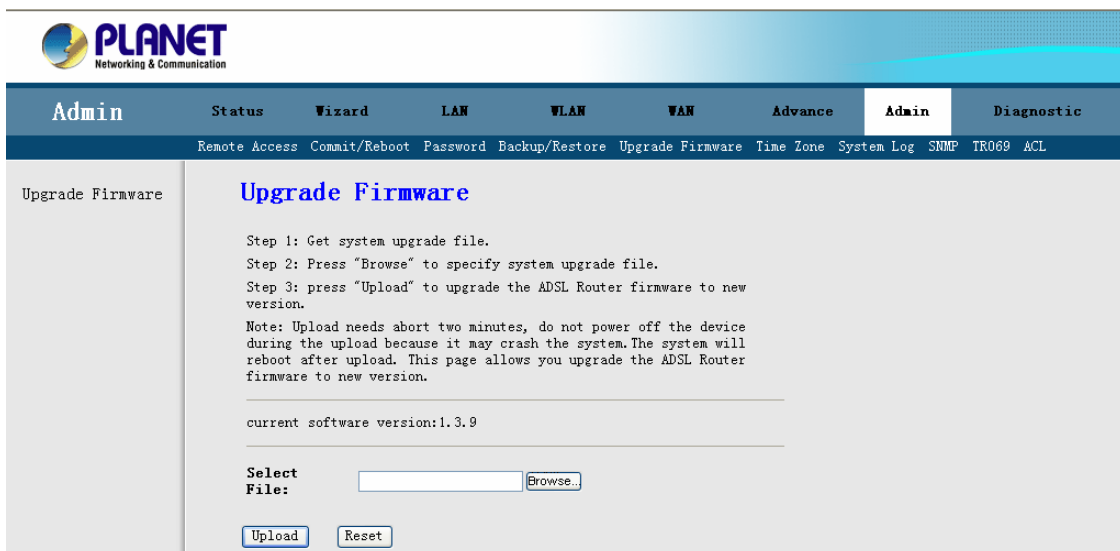 PLANET
Networking & Communication
Admin
Status Wizard LAN WLAN WAN Advance Admin Diagnostic
Remote Access Commit/Reboot Password Backup/Restore Upgrade Firmware Time Zone System Log SNMP TR069 ACL
Upgrade Firmware
Upgrade Firmware
Step 1: Get system upgrade file.
Step 2: Press "Browse" to specify system upgrade file.
Step 3: press "Upload" to upgrade the ADSL Router firmware to new
version.
Note: Upload needs abort two minutes, do not power off the device
during the upload because it may crash the system.The system will
reboot after upload. This page allows you upgrade the ADSL Router
firmware to new version.
current software version:1.3.9
Select
File:
Browse...
Upload Reset